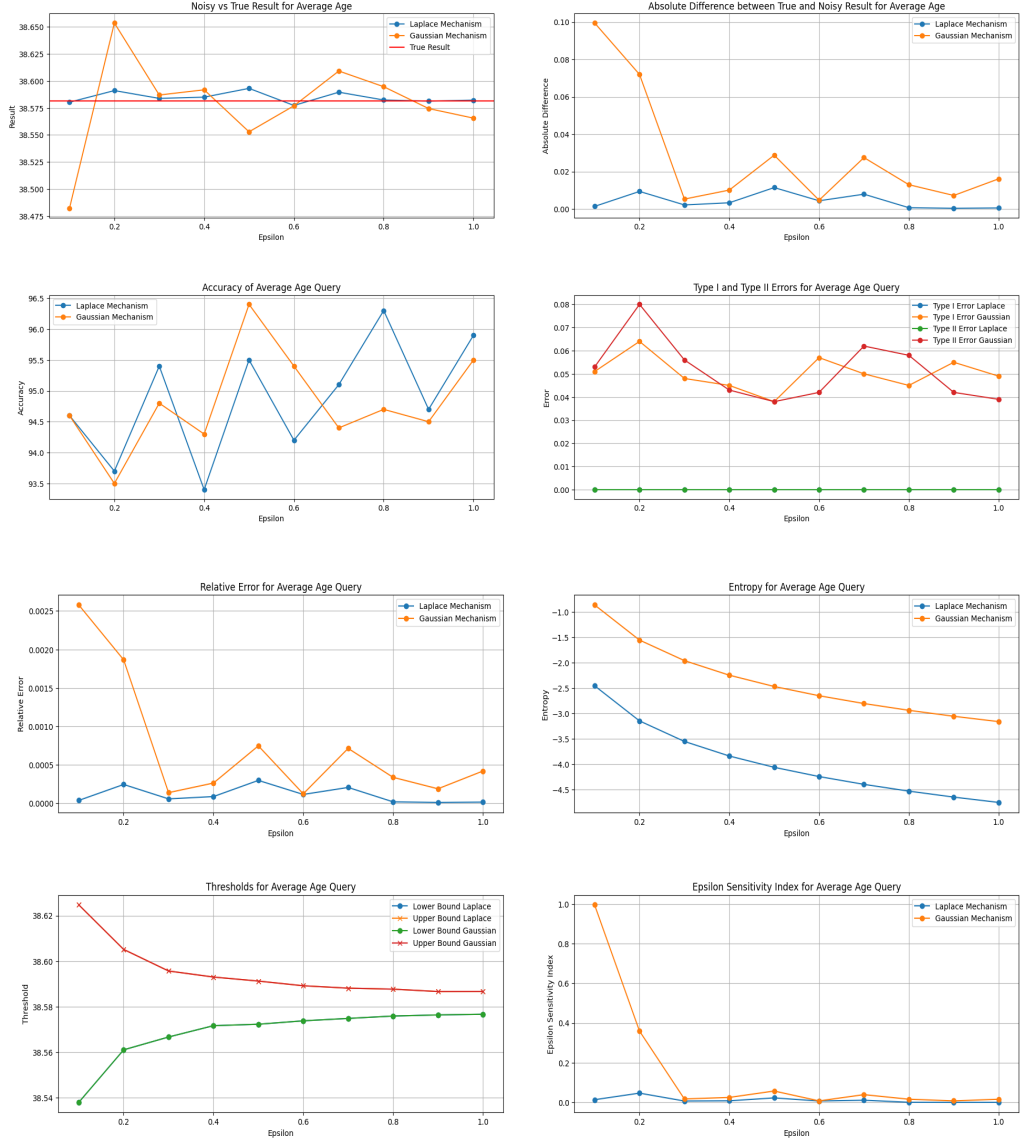 Noisy vs True Result for Average Age
Laplace Mechanism
Gaussian Mechanism
True Result
38.650
38.625
38.600
38.575
38.550
38.525
38.500
38.475
Result
0.2
0.4
0.6
0.8
1.0
Epsilon
Absolute Difference between True and Noisy Result for Average Age
Laplace Mechanism
Gaussian Mechanism
0.10
0.08
0.06
0.04
0.02
0.00
Absolute Difference
0.2
0.4
0.6
0.8
1.0
Epsilon
Accuracy of Average Age Query
Laplace Mechanism
Gaussian Mechanism
96.5
96.0
95.5
95.0
94.5
94.0
93.5
Accuracy
0.2
0.4
0.6
0.8
1.0
Epsilon
Type I and Type II Errors for Average Age Query
Type I Error Laplace
Type I Error Gaussian
Type II Error Laplace
Type II Error Gaussian
0.08
0.07
0.06
0.05
0.04
0.03
0.02
0.01
0.00
Error
0.2
0.4
0.6
0.8
1.0
Epsilon
Relative Error for Average Age Query
Laplace Mechanism
Gaussian Mechanism
0.0025
0.0020
0.0015
0.0010
0.0005
0.0000
Relative Error
0.2
0.4
0.6
0.8
1.0
Epsilon
Entropy for Average Age Query
Laplace Mechanism
Gaussian Mechanism
−1.0
−1.5
−2.0
−2.5
−3.0
−3.5
−4.0
−4.5
Entropy
0.2
0.4
0.6
0.8
1.0
Epsilon
Thresholds for Average Age Query
Lower Bound Laplace
Upper Bound Laplace
Lower Bound Gaussian
Upper Bound Gaussian
38.62
38.60
38.58
38.56
38.54
Threshold
0.2
0.4
0.6
0.8
1.0
Epsilon
Epsilon Sensitivity Index for Average Age Query
Laplace Mechanism
Gaussian Mechanism
1.0
0.8
0.6
0.4
0.2
0.0
Epsilon Sensitivity Index
0.2
0.4
0.6
0.8
1.0
Epsilon